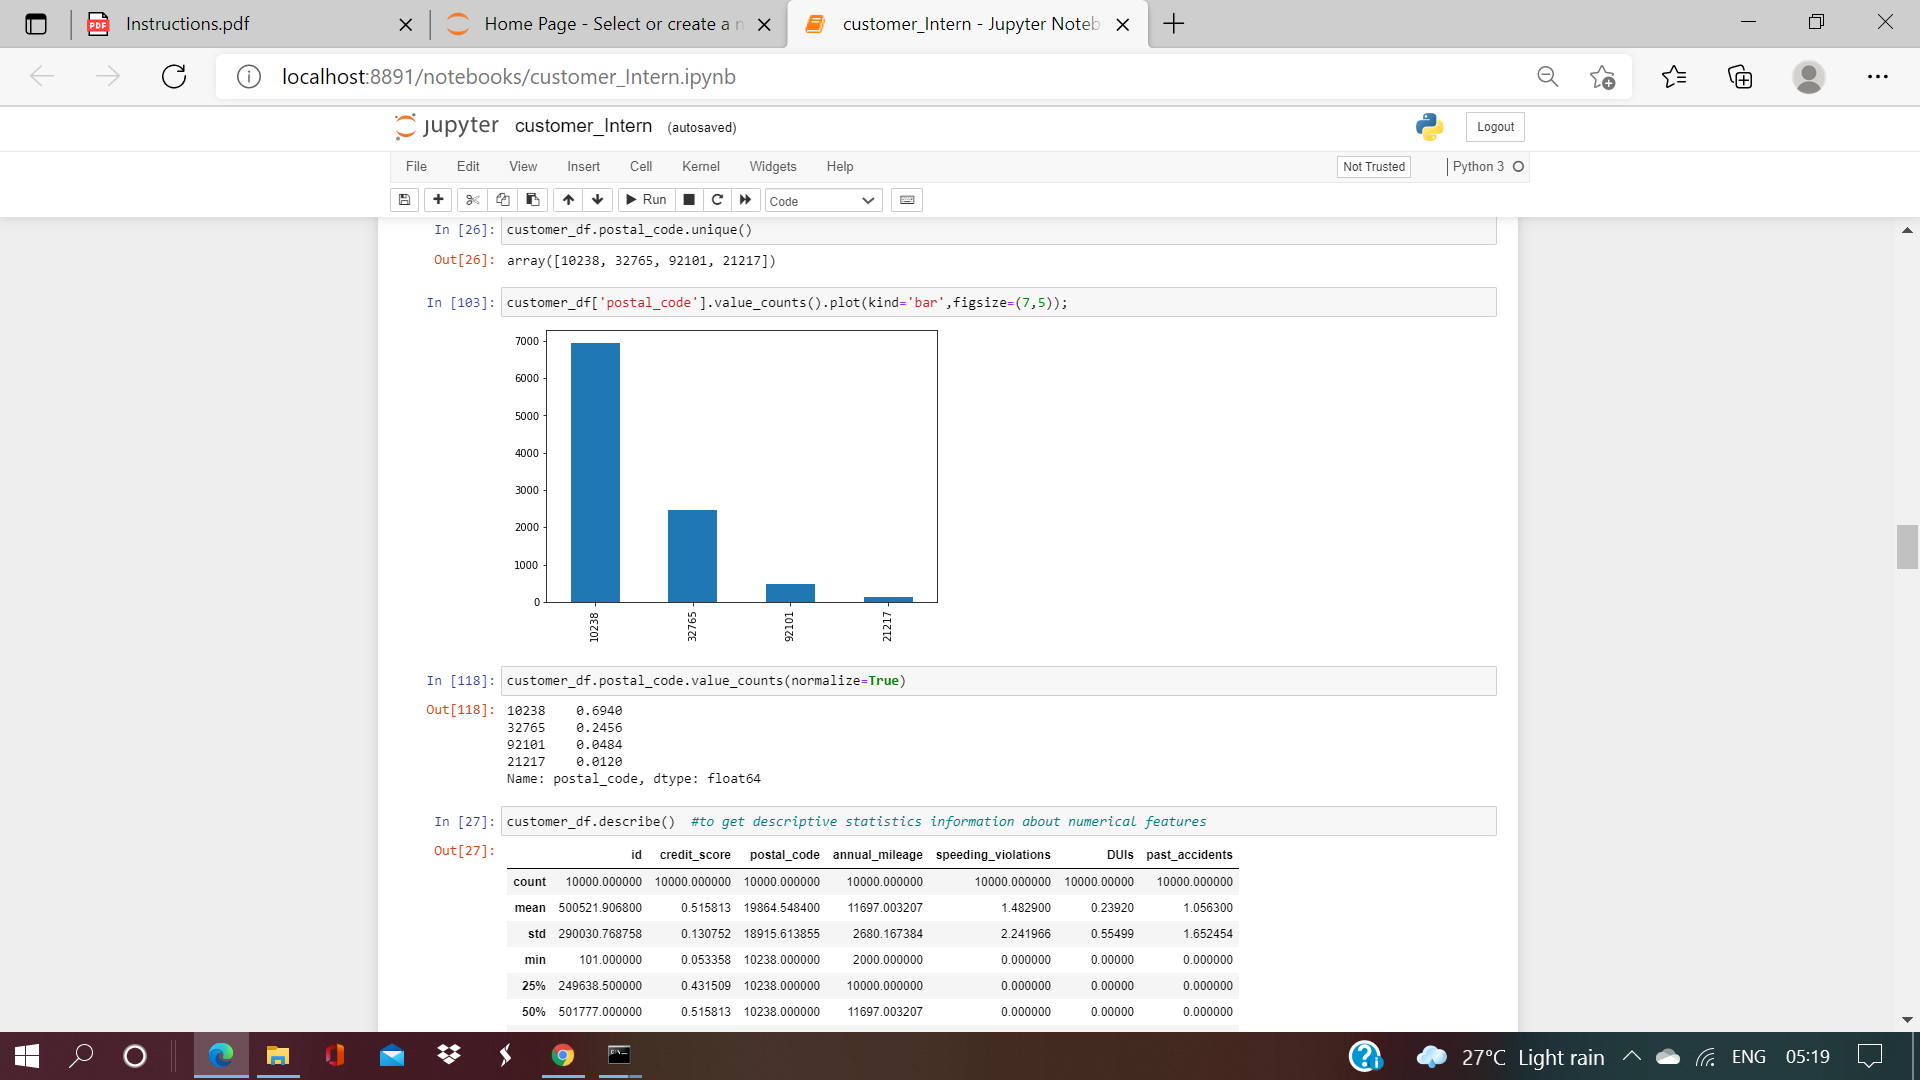 Instructions.pdf
Home Page - Select or create a n
customer_Intern - Jupyter Noteb
localhost:8891/notebooks/customer_Intern.ipynb
jupyter customer_Intern (autosaved)
Logout
File Edit View Insert Cell Kernel Widgets Help
Not Trusted
Python 3
Run
Code
In [26]: customer_df.postal_code.unique()
Out[26]: array([10238, 32765, 92101, 21217])
In [103]: customer_df['postal_code'].value_counts().plot(kind='bar',figsize=(7,5));
7000
6000
5000
4000
3000
2000
1000
0
10238 32765 92101 21217
In [118]: customer_df.postal_code.value_counts(normalize=True)
Out[118]: 10238 0.6940
32765 0.2456
92101 0.0484
21217 0.0120
Name: postal_code, dtype: float64
In [27]: customer_df.describe() #to get descriptive statistics information about numerical features
Out[27]:
id credit_score postal_code annual_mileage speeding_violations DUIs past_accidents
count 10000.000000 10000.000000 10000.000000 10000.000000 10000.000000 10000.00000 10000.000000
mean 500521.906800 0.515813 19864.548400 11697.003207 1.482900 0.23920 1.056300
std 290030.768758 0.130752 18915.613855 2680.167384 2.241966 0.55499 1.652454
min 101.000000 0.053358 10238.000000 2000.000000 0.000000 0.00000 0.000000
25% 249638.500000 0.431509 10238.000000 10000.000000 0.000000 0.00000 0.000000
50% 501777.000000 0.515813 10238.000000 11697.003207 0.000000 0.00000 0.000000
27°C Light rain
ENG
05:19